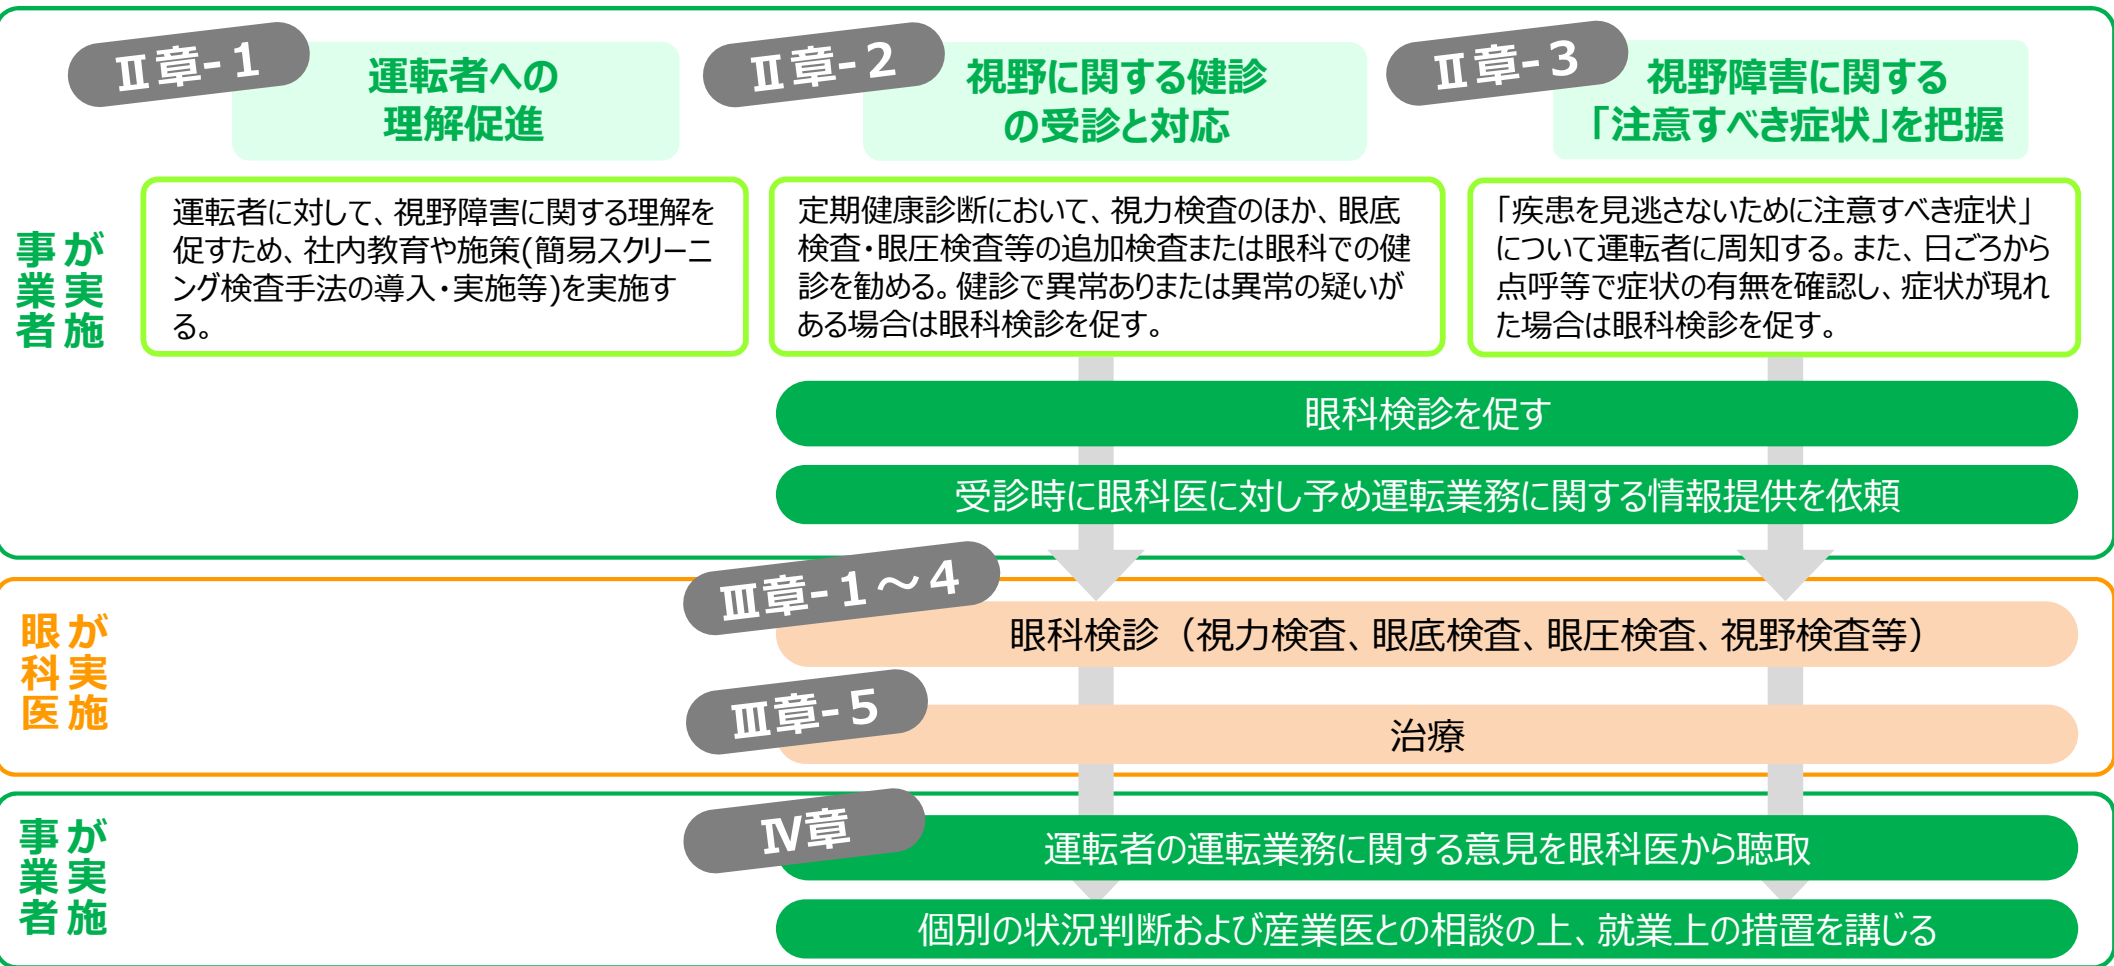 Ⅱ章-1
運転者への
理解促進
Ⅱ章-2
視野に関する健診
の受診と対応
Ⅱ章-3
視野障害に関する
「注意すべき症状」を把握
事業者が実施
運転者に対して、視野障害に関する理解を
促すため、社内教育や施策(簡易スクリーニ
ング検査手法の導入・実施等)を実施す
る。
定期健康診断において、視力検査のほか、眼底
検査・眼圧検査等の追加検査または眼科での健
診を勧める。健診で異常ありまたは異常の疑いが
ある場合は眼科検診を促す。
「疾患を見逃さないために注意すべき症状」
について運転者に周知する。また、日ごろから
点呼等で症状の有無を確認し、症状が現れ
た場合は眼科検診を促す。
眼科検診を促す
受診時に眼科医に対し予め運転業務に関する情報提供を依頼
眼科医が実施
Ⅲ章-1～4
眼科検診（視力検査、眼底検査、眼圧検査、視野検査等）
Ⅲ章-5
治療
事業者が実施
Ⅳ章
運転者の運転業務に関する意見を眼科医から聴取
個別の状況判断および産業医との相談の上、就業上の措置を講じる